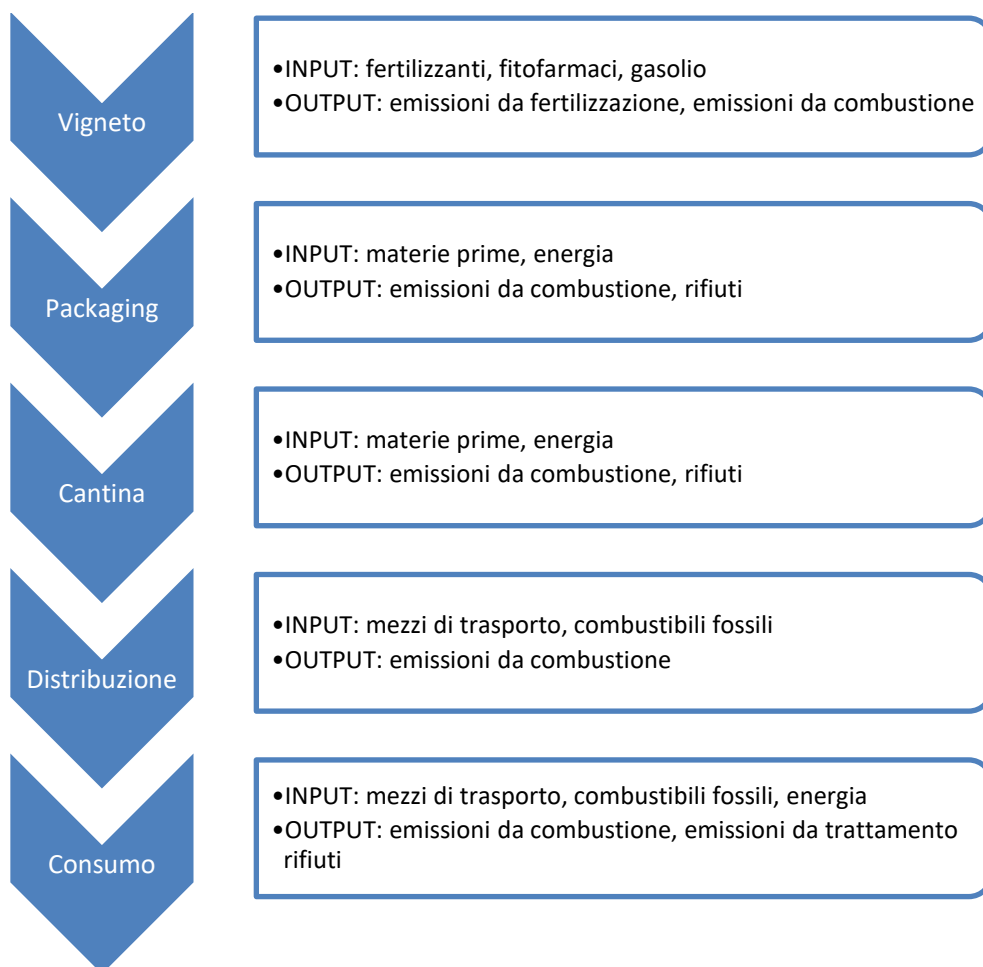 Vigneto
•INPUT: fertilizzanti, fitofarmaci, gasolio
•OUTPUT: emissioni da fertilizzazione, emissioni da combustione
Packaging
•INPUT: materie prime, energia
•OUTPUT: emissioni da combustione, rifiuti
Cantina
•INPUT: materie prime, energia
•OUTPUT: emissioni da combustione, rifiuti
Distribuzione
•INPUT: mezzi di trasporto, combustibili fossili
•OUTPUT: emissioni da combustione
Consumo
•INPUT: mezzi di trasporto, combustibili fossili, energia
•OUTPUT: emissioni da combustione, emissioni da trattamento
rifiuti